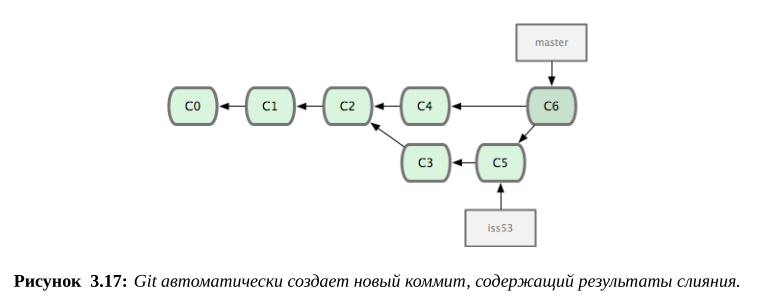 master
C0 C1 C2 C4 C6
C3 C5
iss53
Рисунок 3.17: Git автоматически создает новый коммит, содержащий результаты слияния.